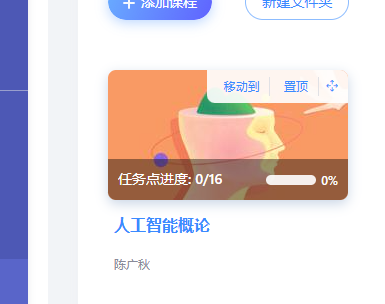 + 添加课程
新建文件夹
移动到 置顶
任务点进度: 0/16 0%
人工智能概论
陈广秋